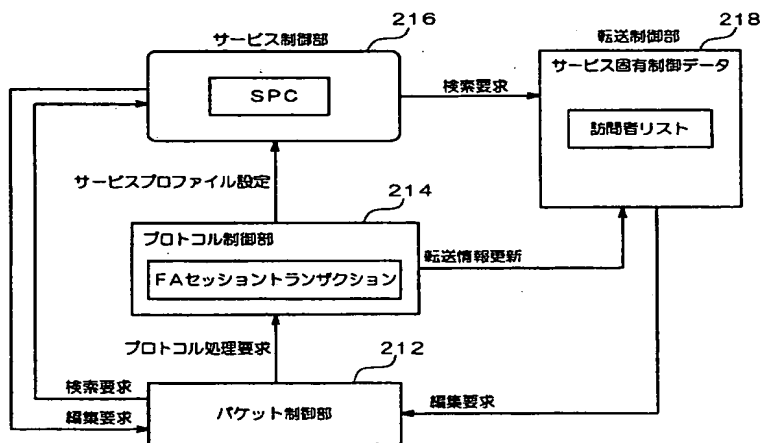 216
サービス制御部
SPC
検索要求
218
転送制御部
サービス固有制御データ
訪問者リスト
サービスプロファイル設定
214
プロトコル制御部
FAセッショントランザクション
転送情報更新
プロトコル処理要求
212
検索要求
編集要求
パケット制御部
編集要求